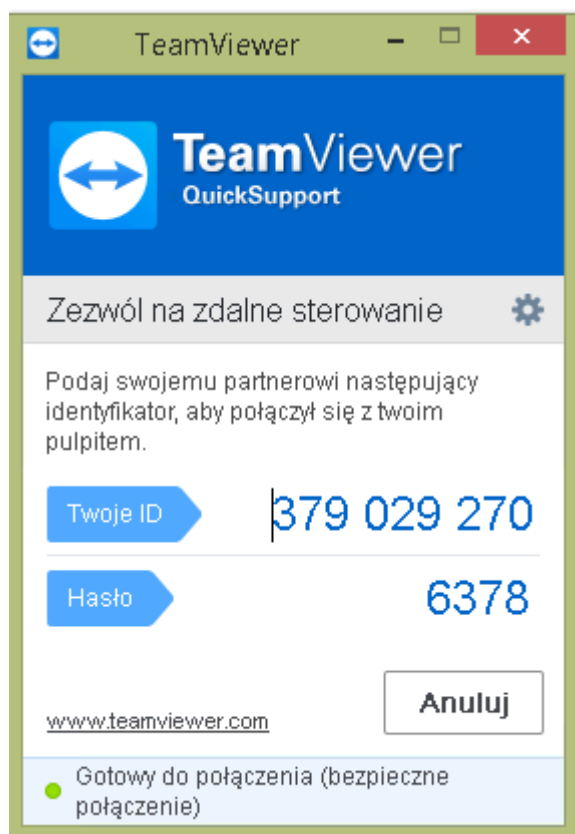 TeamViewer
TeamViewer
QuickSupport
Zezwól na zdalne sterowanie
Podaj swojemu partnerowi następujący
identyfikator, aby połączył się z twoim
pulpitem.
Twoje ID 379 029 270
Hasło 6378
Anuluj
www.teamviewer.com
Gotowy do połączenia (bezpieczne
połączenie)